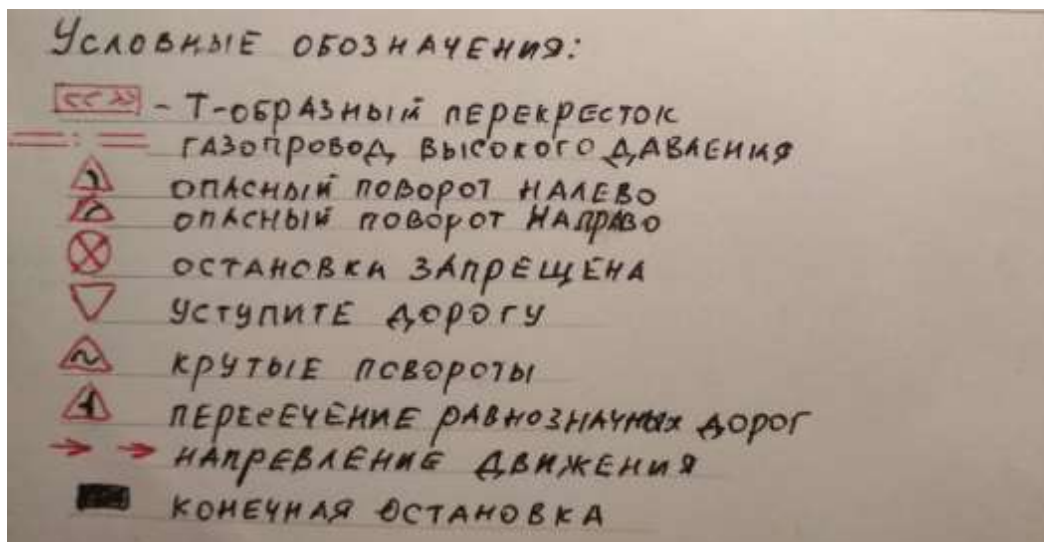 Условные обозначения:
<< >> - Т-образный перекресток
газопровод высокого давления
опасный поворот налево
опасный поворот направо
остановки запрещена
уступите дорогу
крутые повороты
пересечение равнозначных дорог
напревление движения
конечная остановка